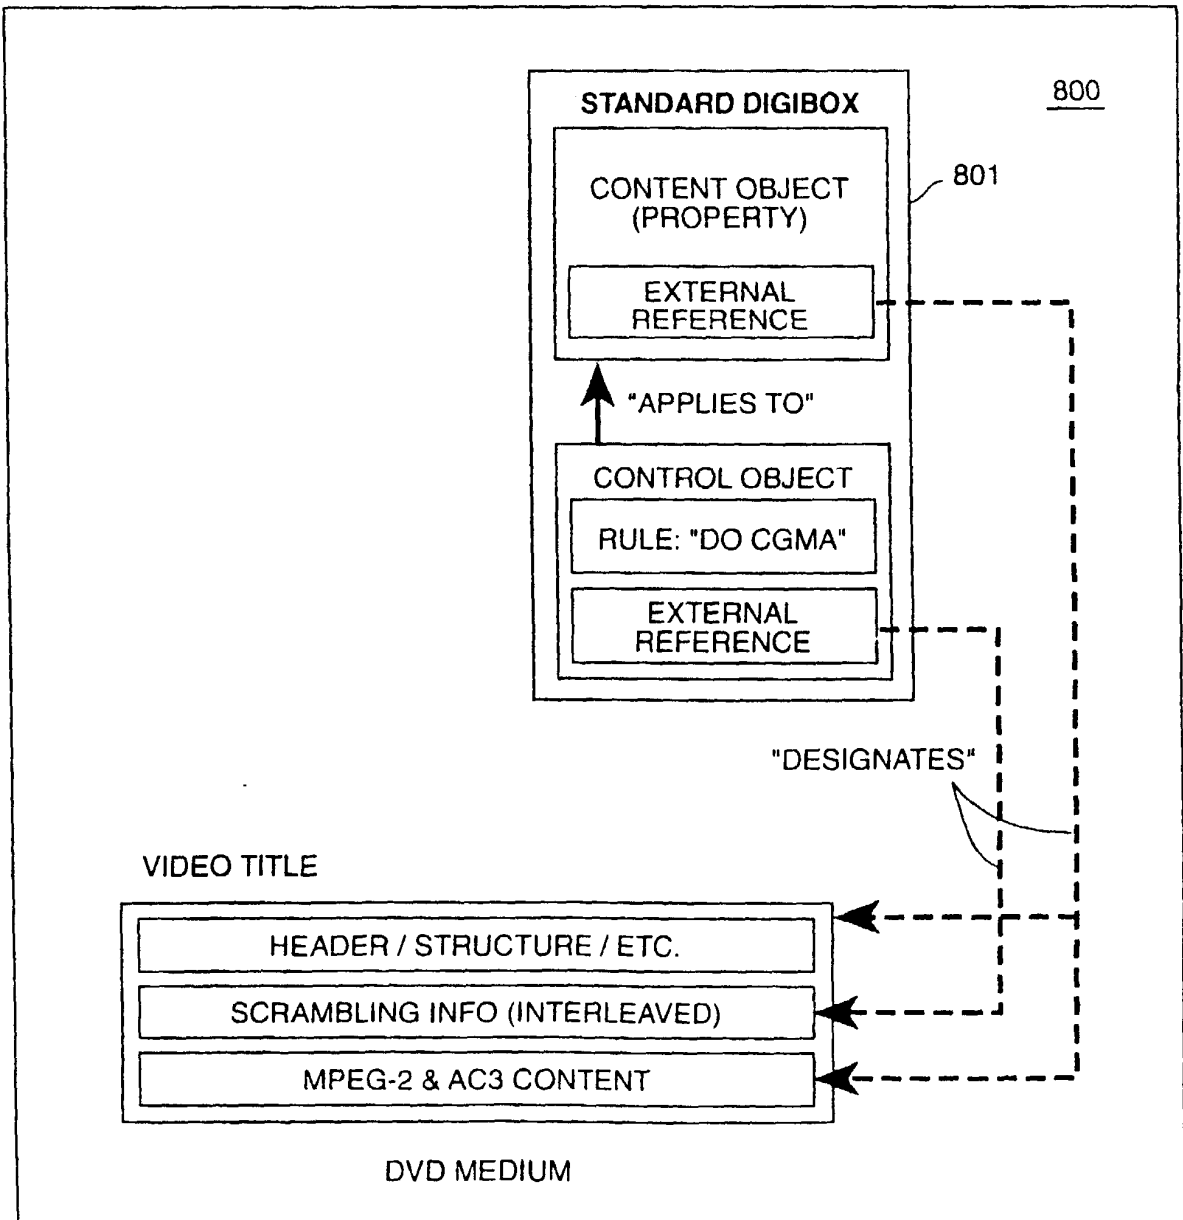 800
STANDARD DIGIBOX
801
CONTENT OBJECT
(PROPERTY)
EXTERNAL
REFERENCE
"APPLIES TO"
CONTROL OBJECT
RULE: "DO CGMA"
EXTERNAL
REFERENCE
"DESIGNATES"
VIDEO TITLE
HEADER / STRUCTURE / ETC.
SCRAMBLING INFO (INTERLEAVED)
MPEG-2 & AC3 CONTENT
DVD MEDIUM